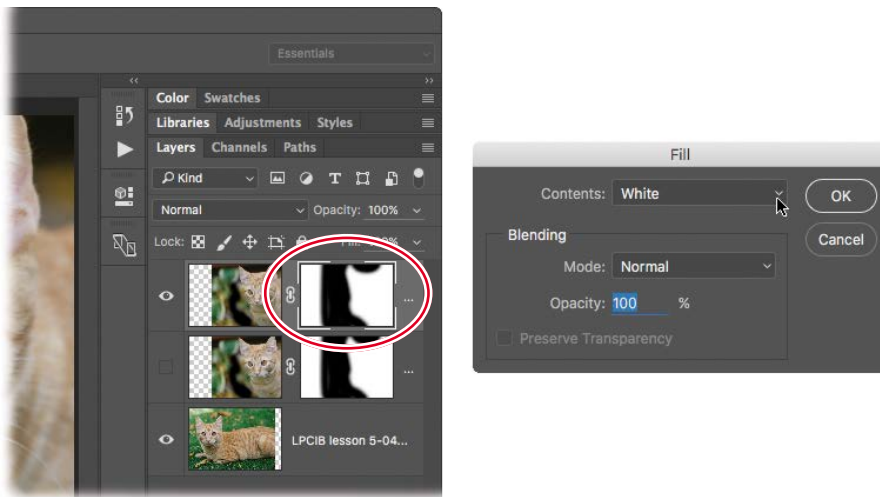 Essentials
Color Swatches
Libraries Adjustments Styles
Layers Channels Paths
Kind
Normal Opacity: 100%
Lock:
LPCIB lesson 5-04...
Fill
Contents: White
OK
Blending
Cancel
Mode: Normal
Opacity: 100 %
Preserve Transparency